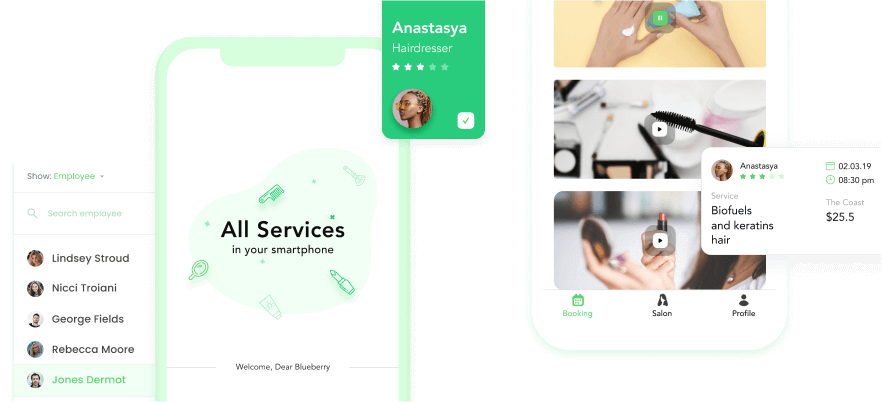 Show: Employee
Search employee
Lindsey Stroud
Nicci Troiani
George Fields
Rebecca Moore
Jones Dermot
All Services
in your smartphone
Welcome, Dear Blueberry
Anastasya
Hairdresser
Anastasya
02.03.19
08:30 pm
Service
Biofuels
and keratins
hair
The Coast
$25.5
Booking
Salon
Profile